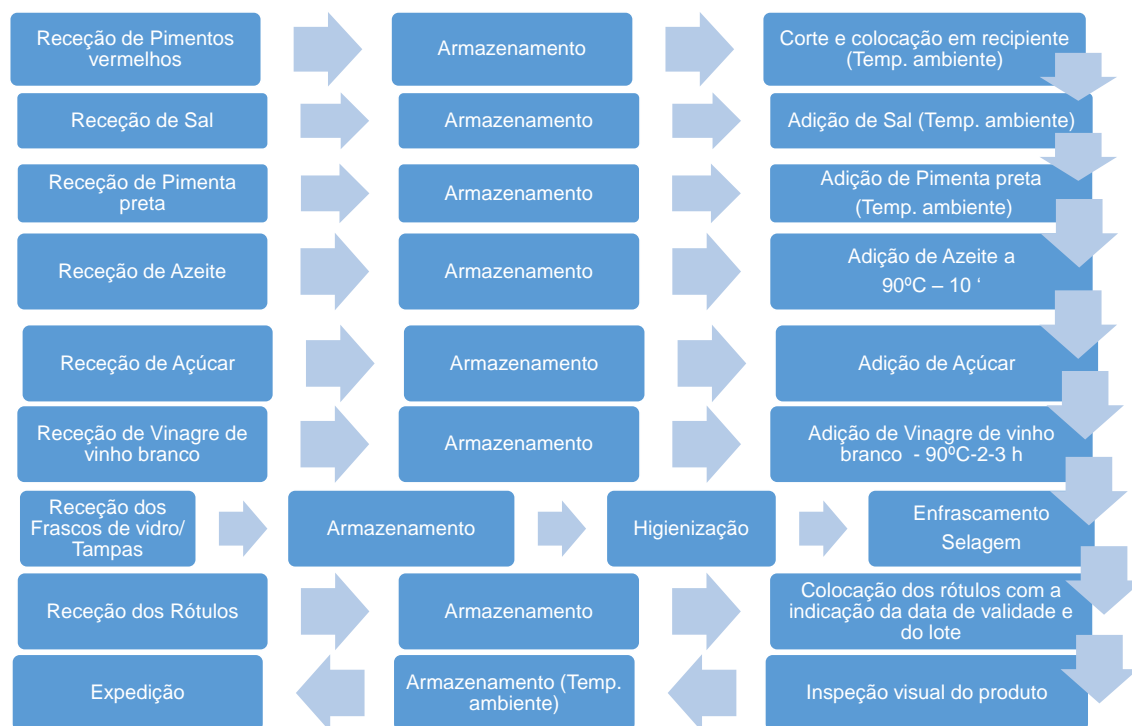 Receção de Pimentos
vermelhos
Armazenamento
Corte e colocação em recipiente
(Temp. ambiente)
Receção de Sal
Armazenamento
Adição de Sal (Temp. ambiente)
Receção de Pimenta
preta
Armazenamento
Adição de Pimenta preta
(Temp. ambiente)
Receção de Azeite
Armazenamento
Adição de Azeite a
90ºC – 10 ‘
Receção de Açúcar
Armazenamento
Adição de Açúcar
Receção de Vinagre de
vinho branco
Armazenamento
Adição de Vinagre de vinho
branco - 90ºC-2-3 h
Receção dos
Frascos de vidro/
Tampas
Armazenamento
Higienização
Enfrascamento
Selagem
Receção dos Rótulos
Armazenamento
Colocação dos rótulos com a
indicação da data de validade e
do lote
Expedição
Armazenamento (Temp.
ambiente)
Inspeção visual do produto